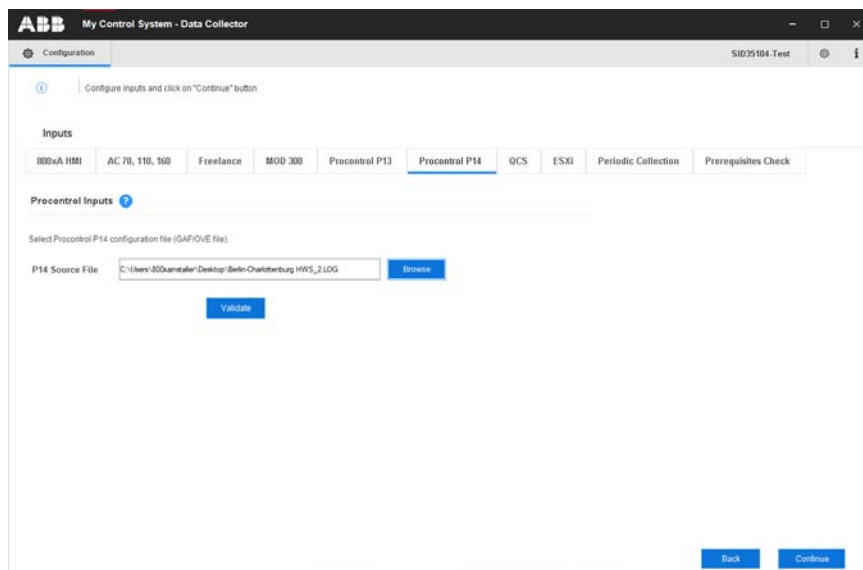 ABB My Control System - Data Collector
Configuration SID35104-Test
Configure inputs and click on "Continue" button
Inputs
800xA HMI AC 70, 110, 160 Freelance MOD 300 Procontrol P13 Procontrol P14 QCS ESXi Periodic Collection Prerequisites Check
Procontrol Inputs ?
Select Procontrol P14 configuration file (GAF/OVE file).
P14 Source File C:\Users\800xainstaller\Desktop\Berlin-Charlottenburg HWS_2.LOG Browse
Validate
Back Continue